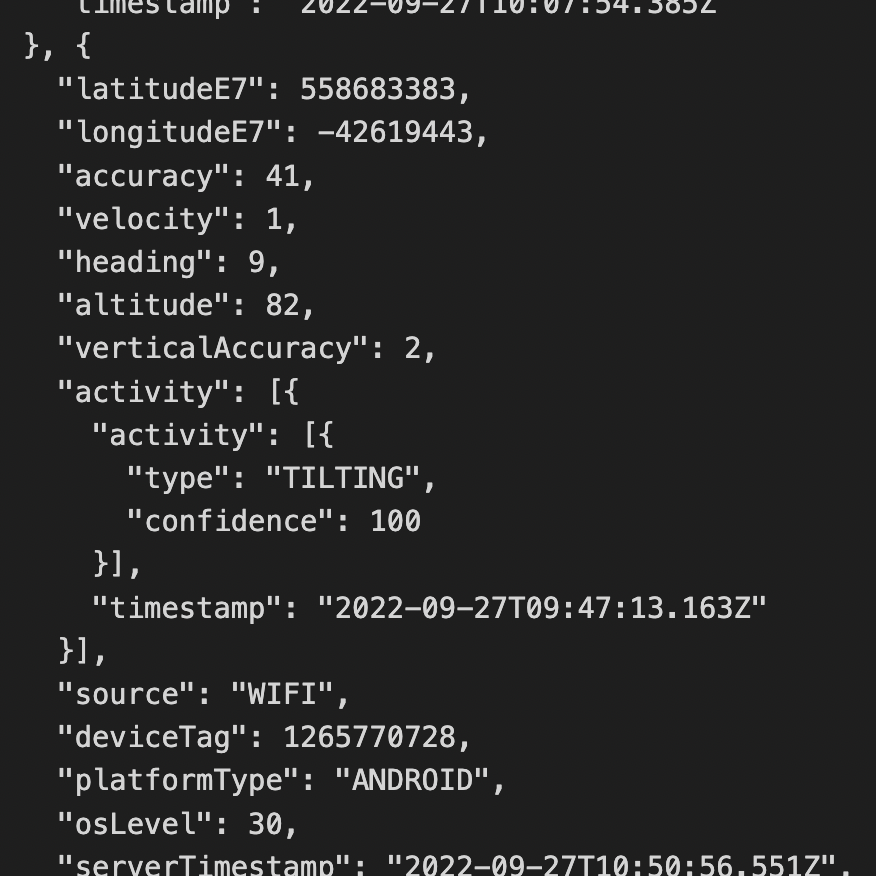 "timestamp": "2022-09-27T10:07:54.385Z"
}, {
"latitudeE7": 558683383,
"longitudeE7": -42619443,
"accuracy": 41,
"velocity": 1,
"heading": 9,
"altitude": 82,
"verticalAccuracy": 2,
"activity": [{
"activity": [{
"type": "TILTING",
"confidence": 100
}],
"timestamp": "2022-09-27T09:47:13.163Z"
}],
"source": "WIFI",
"deviceTag": 1265770728,
"platformType": "ANDROID",
"osLevel": 30,
"serverTimestamp": "2022-09-27T10:50:56.551Z",